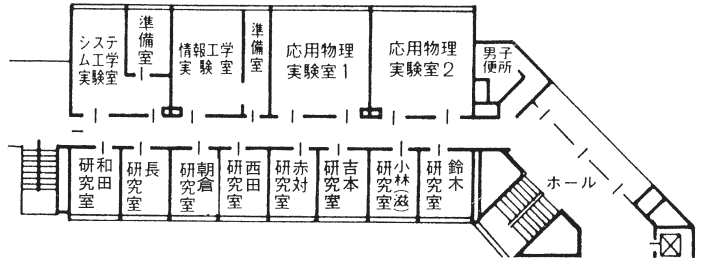 システム工学実験室
準備室
情報工学実験室
準備室
応用物理
実験室1
応用物理
実験室2
男子
便所
和田
研究室
長
研究室
朝倉
研究室
西田
研究室
赤対
研究室
吉本
研究室
小林(滋)
研究室
鈴木
研究室
ホール